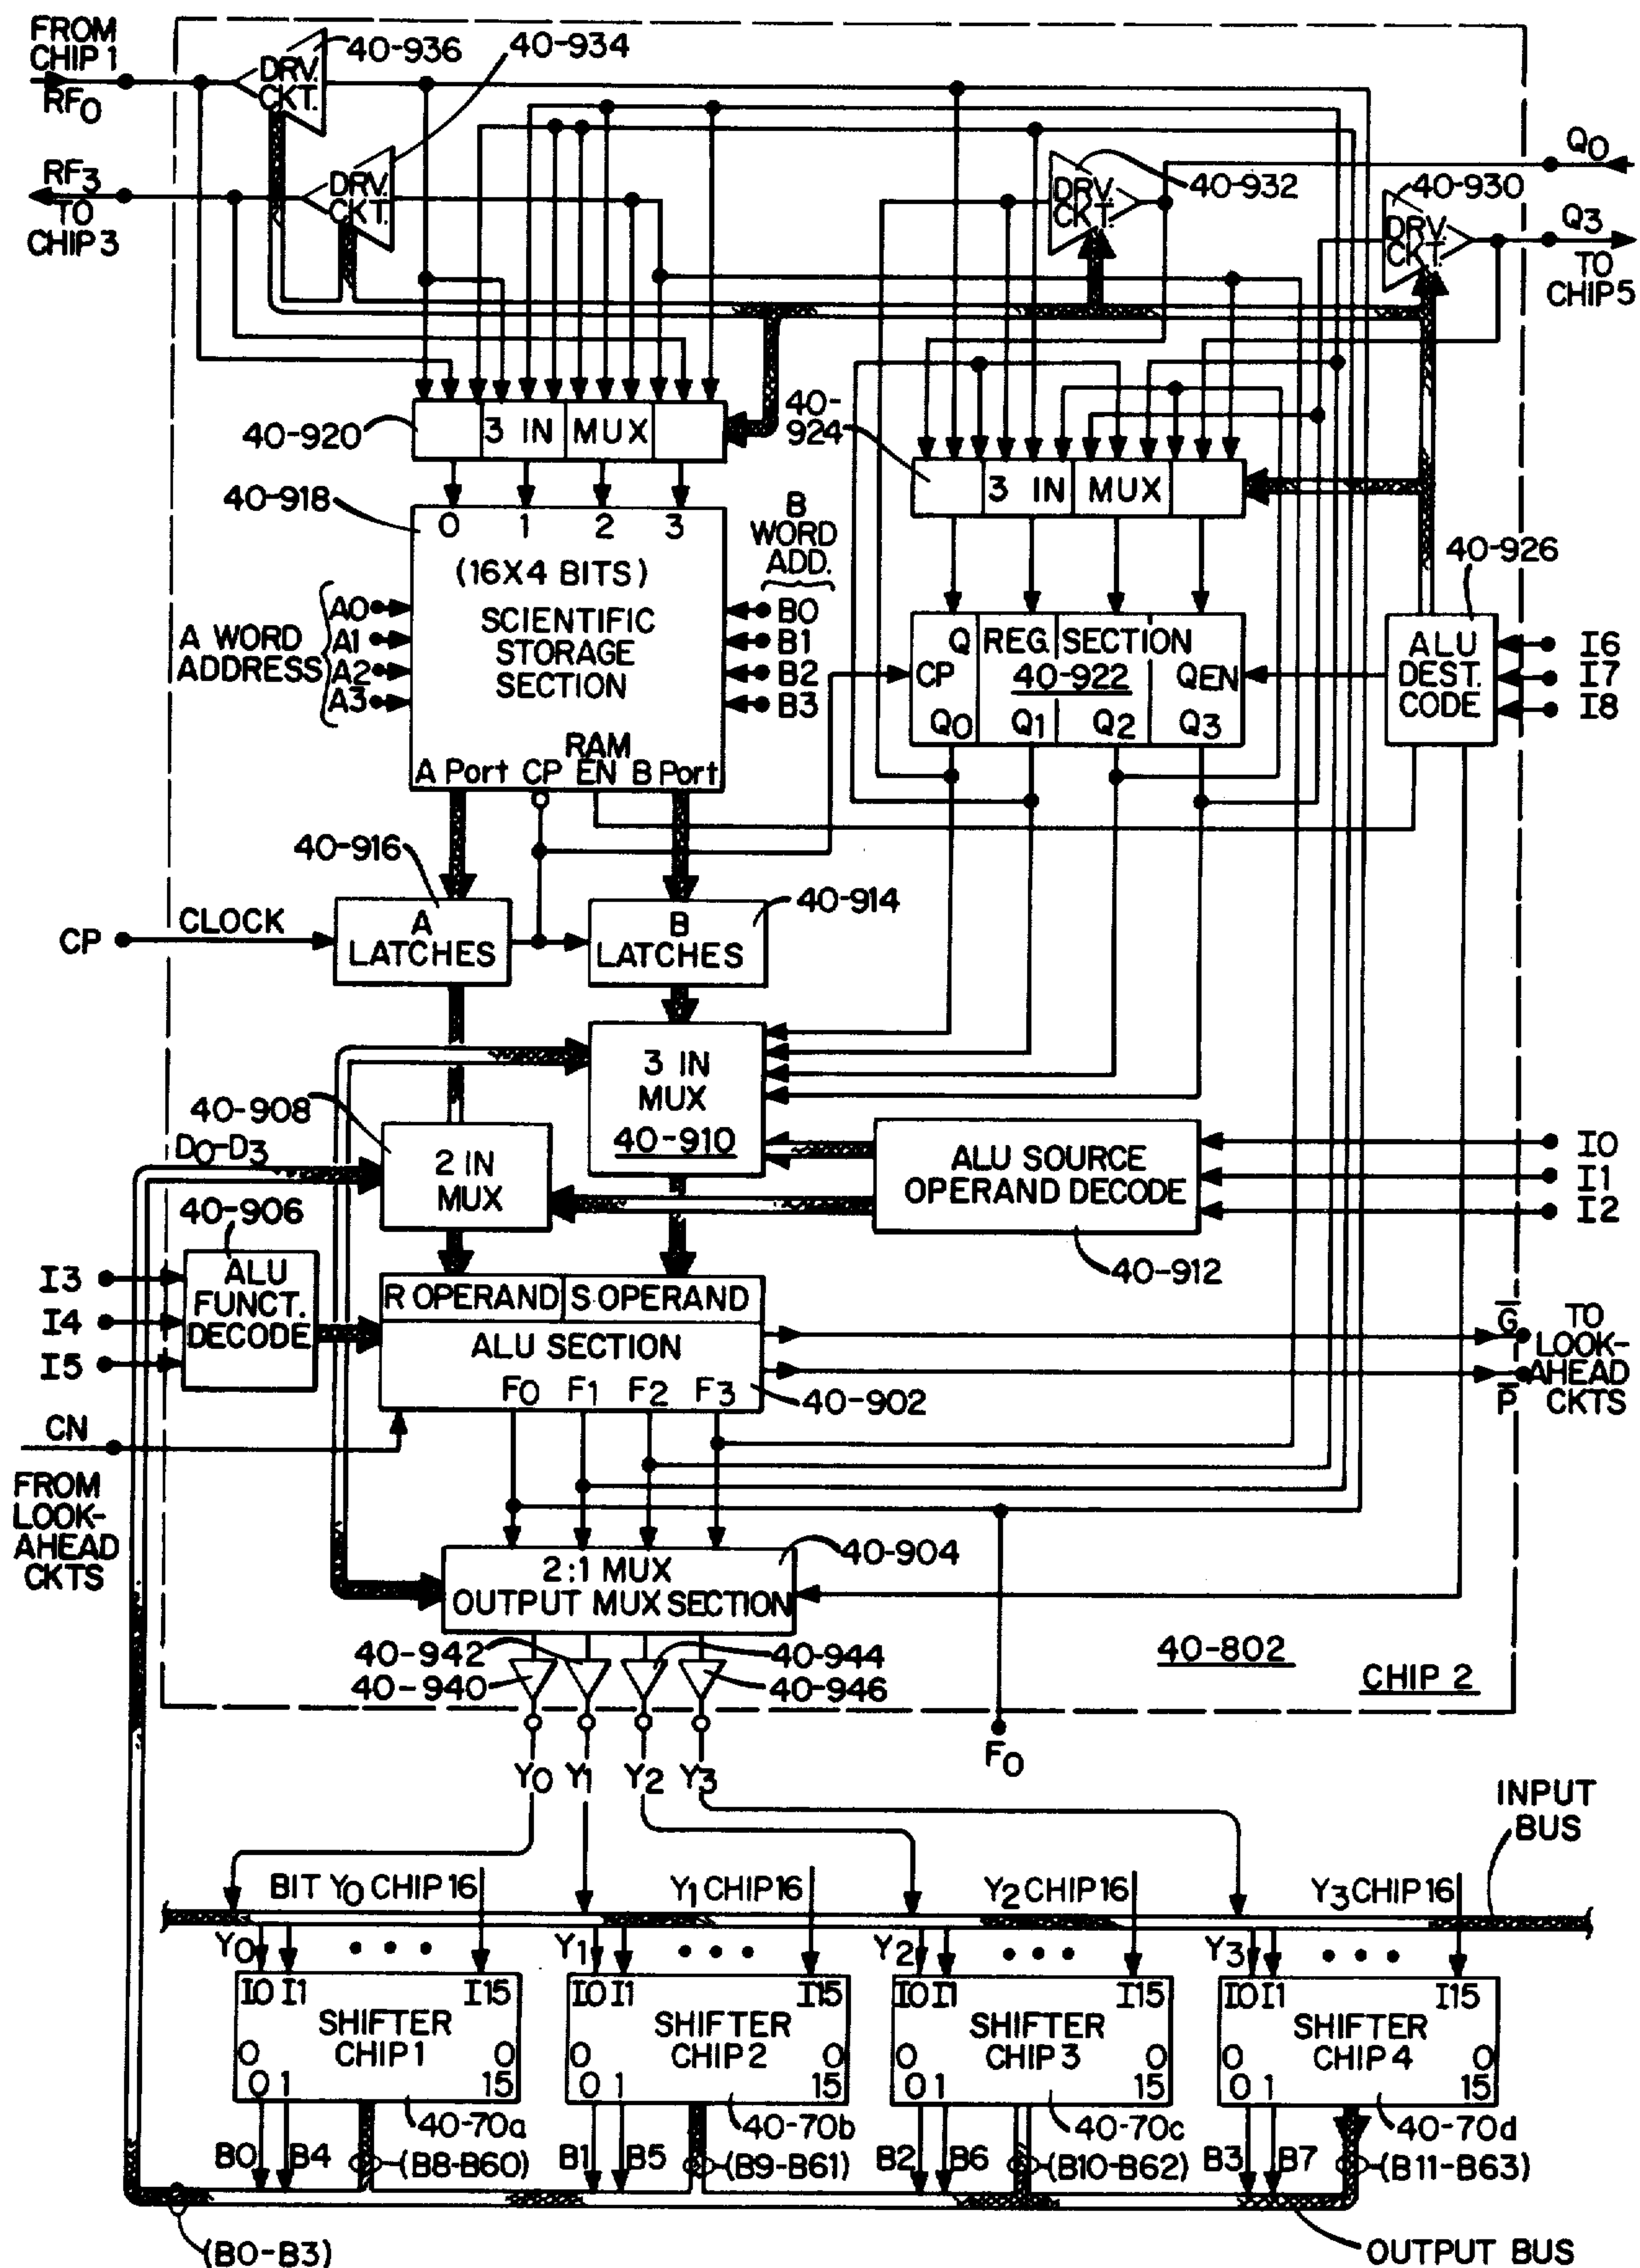 FROM
CHIP 1
RF0
40-936
DRV.
CKT.
40-934
DRV.
CKT.
RF3
TO
CHIP 3
DRV.
CKT.
40-932
Q0
40-930
DRV.
CKT.
Q3
TO
CHIP 5
40-920
3 IN MUX
40-
924
3 IN MUX
40-918
0 1 2 3
(16X4 BITS)
SCIENTIFIC
STORAGE
SECTION
RAM
A Port CP EN B Port
A WORD
ADDRESS
A0
A1
A2
A3
B
WORD
ADD.
B0
B1
B2
B3
Q REG. SECTION
CP 40-922 QEN
Q0 Q1 Q2 Q3
40-926
ALU
DEST.
CODE
I6
I7
I8
40-916
A
LATCHES
40-914
B
LATCHES
CP
CLOCK
3 IN
MUX
40-910
40-908
D0-D3
2 IN
MUX
ALU SOURCE
OPERAND DECODE
40-912
I0
I1
I2
40-906
ALU
FUNCT.
DECODE
I3
I4
I5
R OPERAND S OPERAND
ALU SECTION
F0 F1 F2 F3
40-902
G̅
P̅
TO
LOOK-
AHEAD
CKTS
CN
FROM
LOOK-
AHEAD
CKTS
40-904
2:1 MUX
OUTPUT MUX SECTION
40-942
40-940
40-944
40-946
40-802
CHIP 2
Y0 Y1 Y2 Y3
F0
INPUT
BUS
BIT Y0 CHIP 16
Y1 CHIP 16
Y2 CHIP 16
Y3 CHIP 16
Y0 • • •
Y1 • • •
Y2 • • •
Y3 • • •
I0 I1 I15
SHIFTER
CHIP 1
0 0
0 1 15
I0 I1 I15
SHIFTER
CHIP 2
0 0
0 1 15
I0 I1 I15
SHIFTER
CHIP 3
0 0
0 1 15
I0 I1 I15
SHIFTER
CHIP 4
0 0
0 1 15
40-70a
40-70b
40-70c
40-70d
B0 B4 (B8-B60)
B1 B5 (B9-B61)
B2 B6 (B10-B62)
B3 B7 (B11-B63)
(B0-B3)
OUTPUT BUS